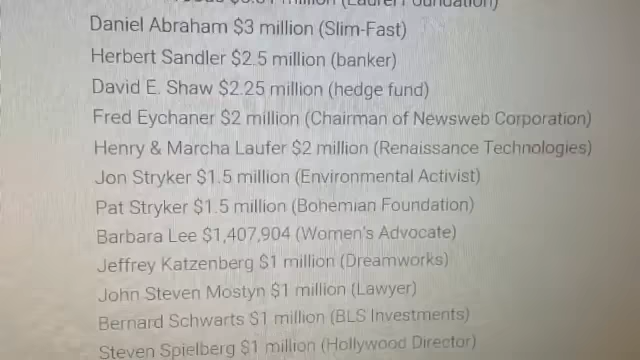 million (Laurel Foundation)
Daniel Abraham $3 million (Slim-Fast)
Herbert Sandler $2.5 million (banker)
David E. Shaw $2.25 million (hedge fund)
Fred Eychaner $2 million (Chairman of Newsweb Corporation)
Henry & Marcha Laufer $2 million (Renaissance Technologies)
Jon Stryker $1.5 million (Environmental Activist)
Pat Stryker $1.5 million (Bohemian Foundation)
Barbara Lee $1,407,904 (Women's Advocate)
Jeffrey Katzenberg $1 million (Dreamworks)
John Steven Mostyn $1 million (Lawyer)
Bernard Schwarts $1 million (BLS Investments)
Steven Spielberg $1 million (Hollywood Director)